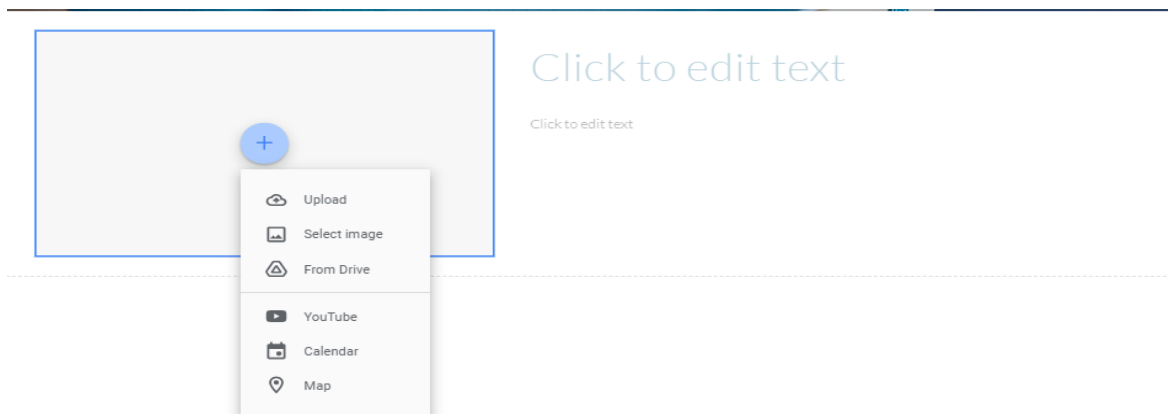 Click to edit text
Click to edit text
Upload
Select image
From Drive
YouTube
Calendar
Map